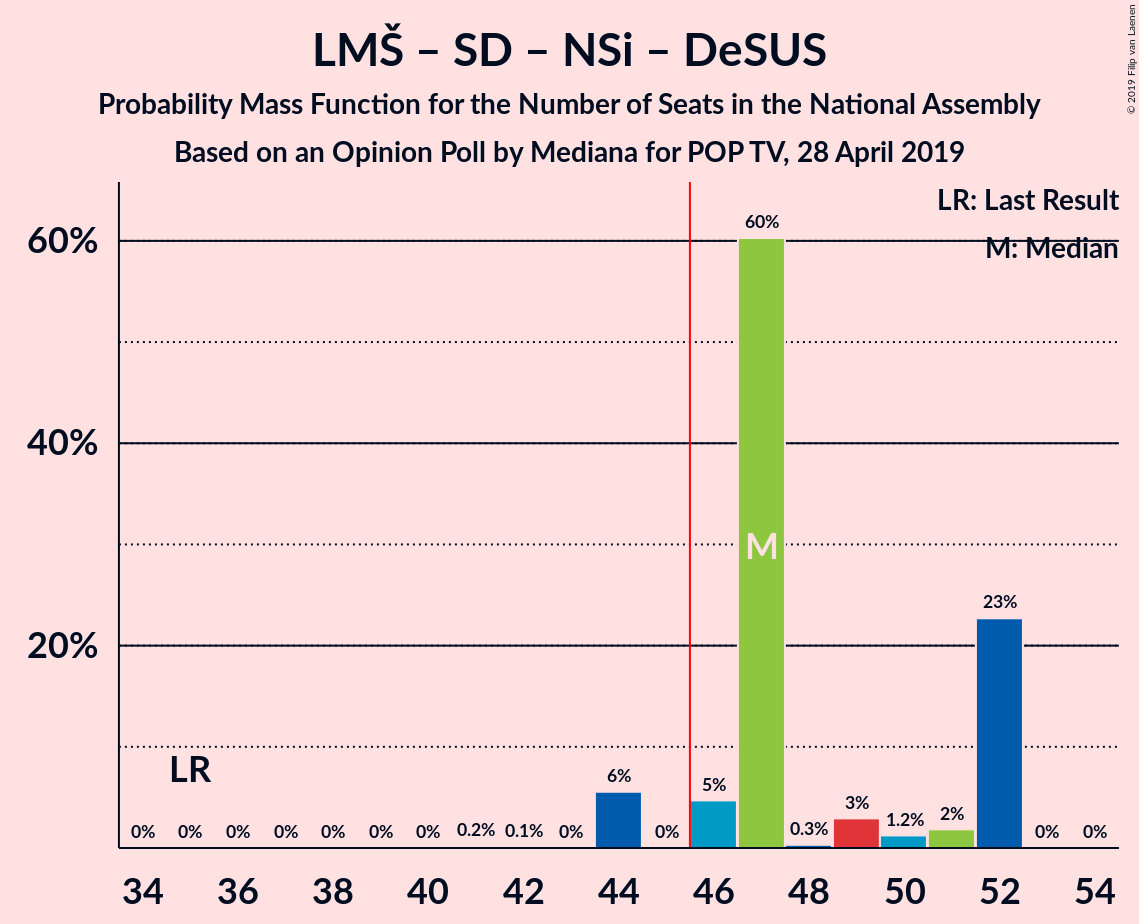 LMŠ – SD – NSi – DeSUS
Probability Mass Function for the Number of Seats in the National Assembly
Based on an Opinion Poll by Mediana for POP TV, 28 April 2019
© 2019 Filip van Laenen
LR: Last Result
M: Median
60%
40%
20%
60%
M
23%
LR
0% 0% 0% 0% 0% 0% 0% 0.2% 0.1% 0% 6% 0% 5% 0.3% 3% 1.2% 2% 0% 0%
34 36 38 40 42 44 46 48 50 52 54